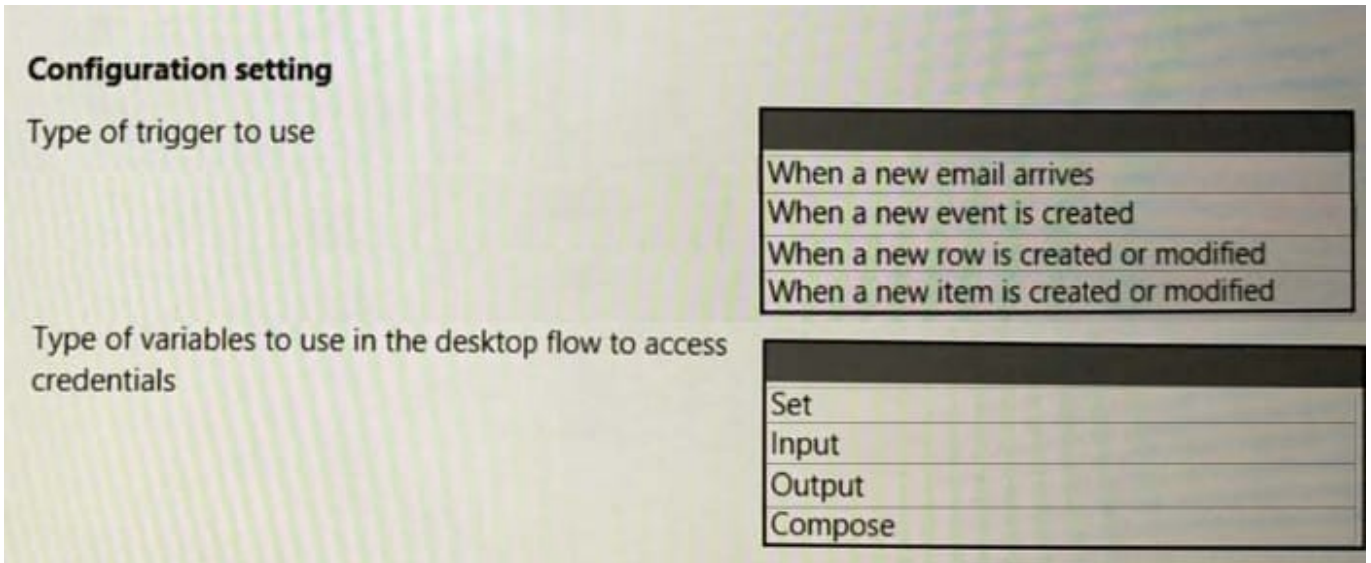 Configuration setting
Type of trigger to use
When a new email arrives
When a new event is created
When a new row is created or modified
When a new item is created or modified
Type of variables to use in the desktop flow to access
credentials
Set
Input
Output
Compose